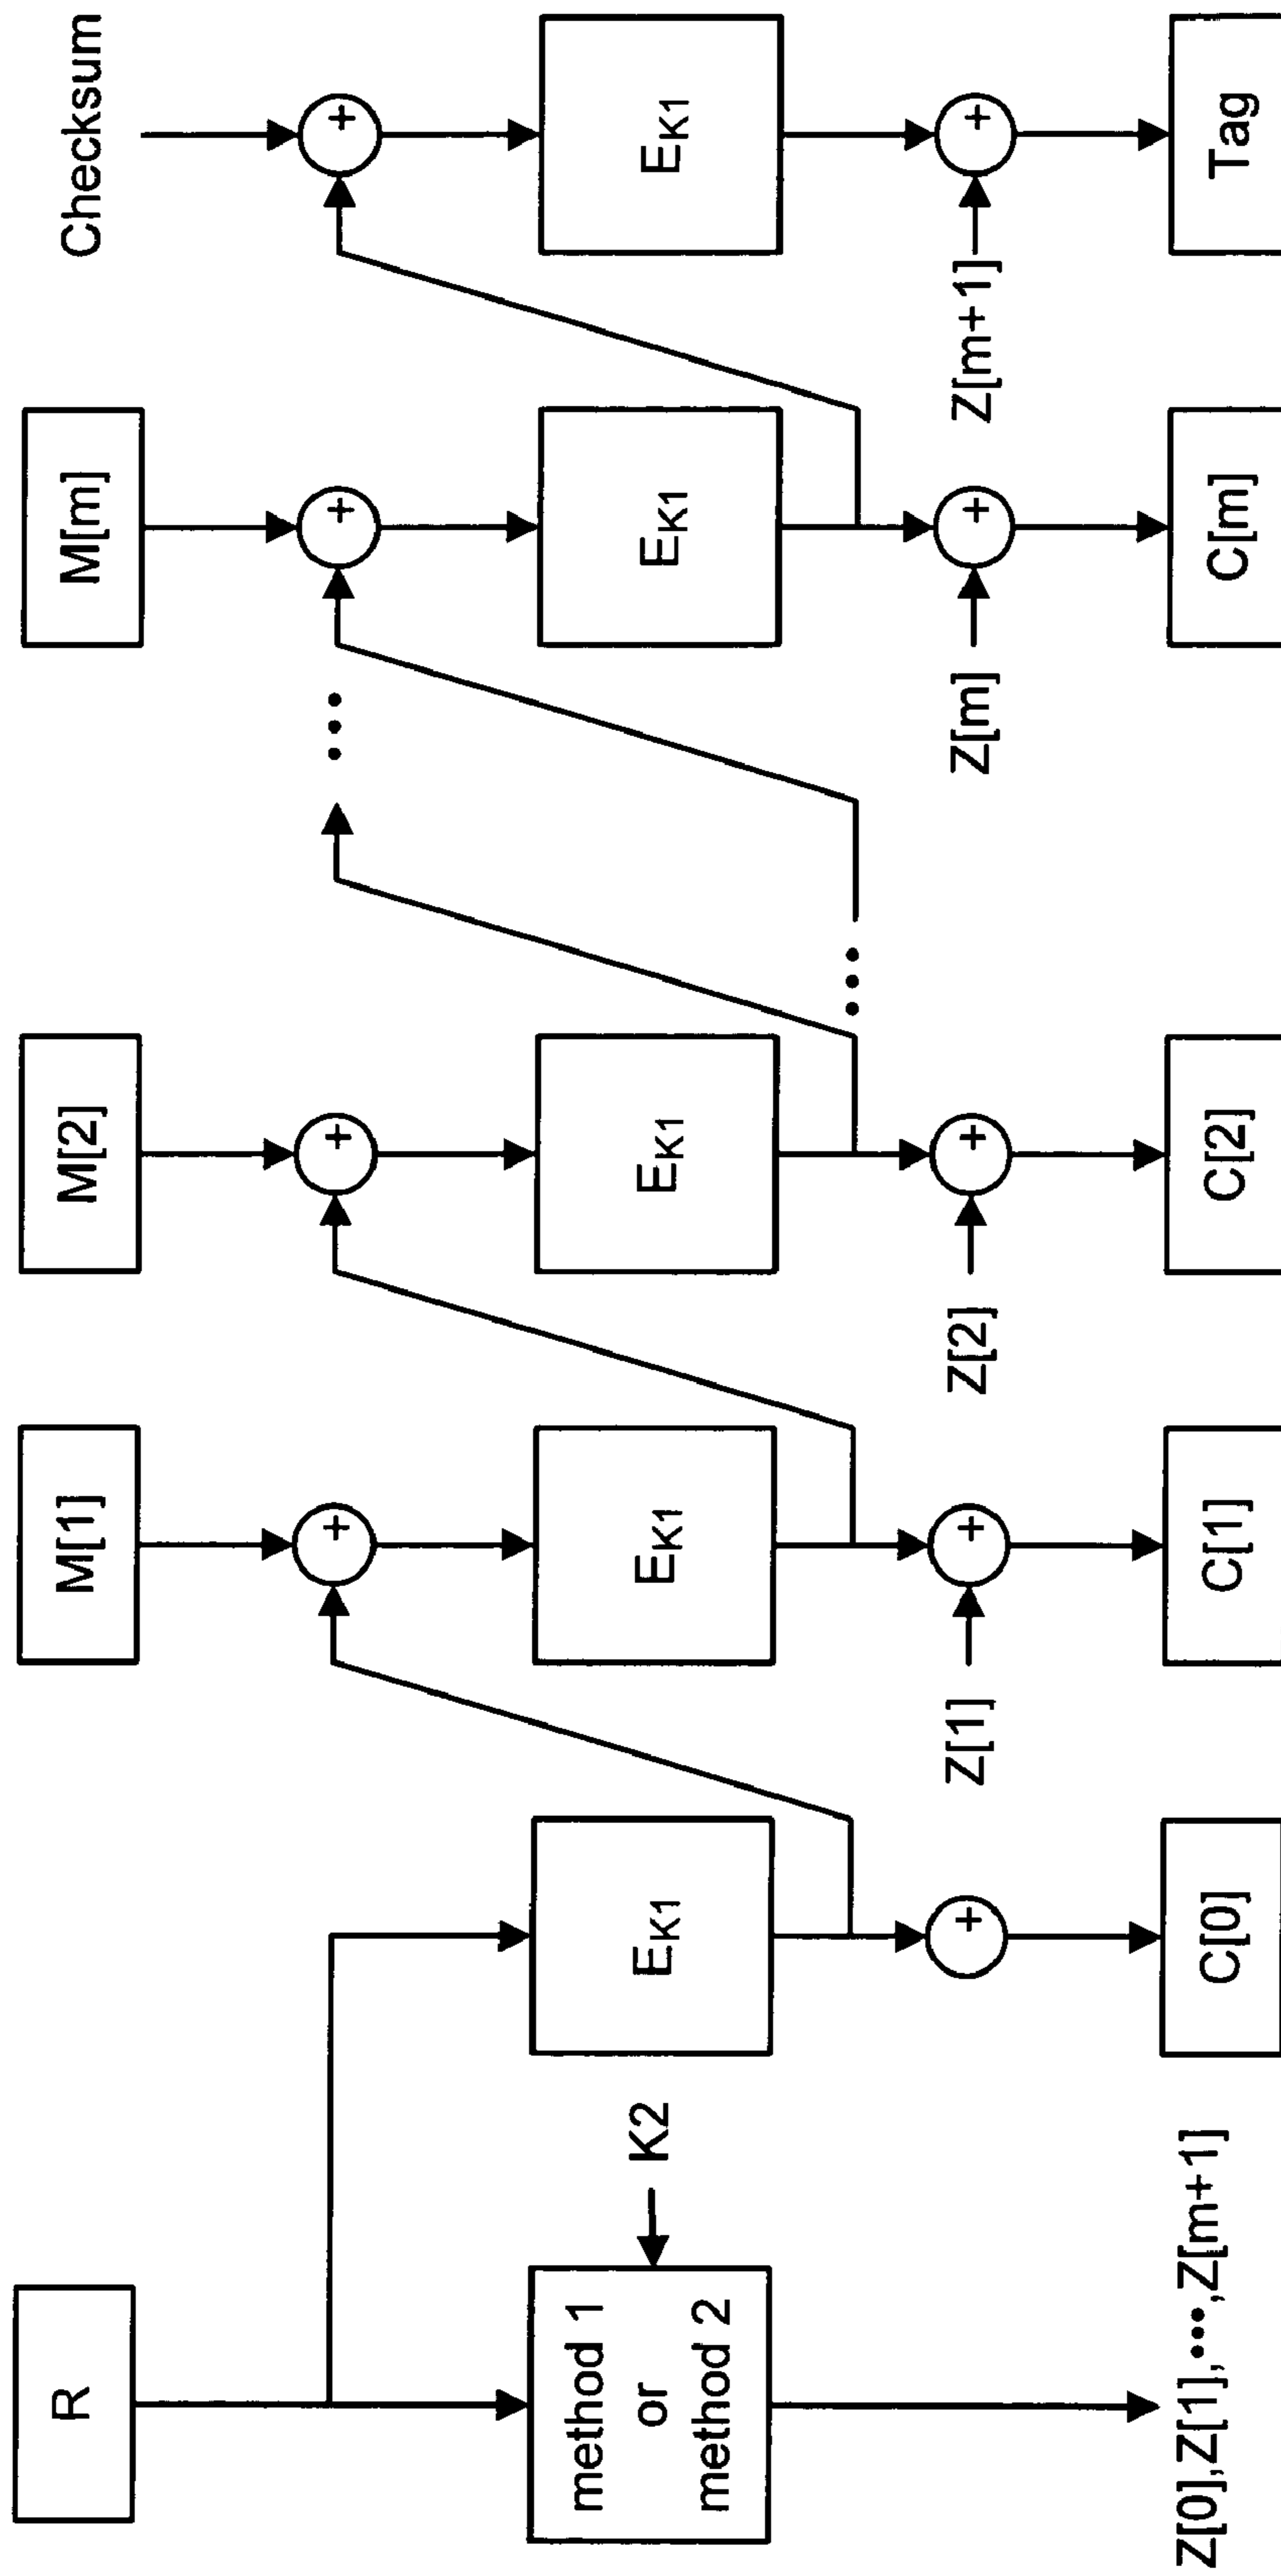 R
M[1]
M[2]
M[m]
Checksum
+
+
+
+
method 1
or
method 2
K2
EK1
EK1
EK1
EK1
EK1
+
Z[1]
+
Z[2]
+
Z[m]
+
Z[m+1]
+
Z[0],Z[1],•••,Z[m+1]
C[0]
C[1]
C[2]
C[m]
Tag